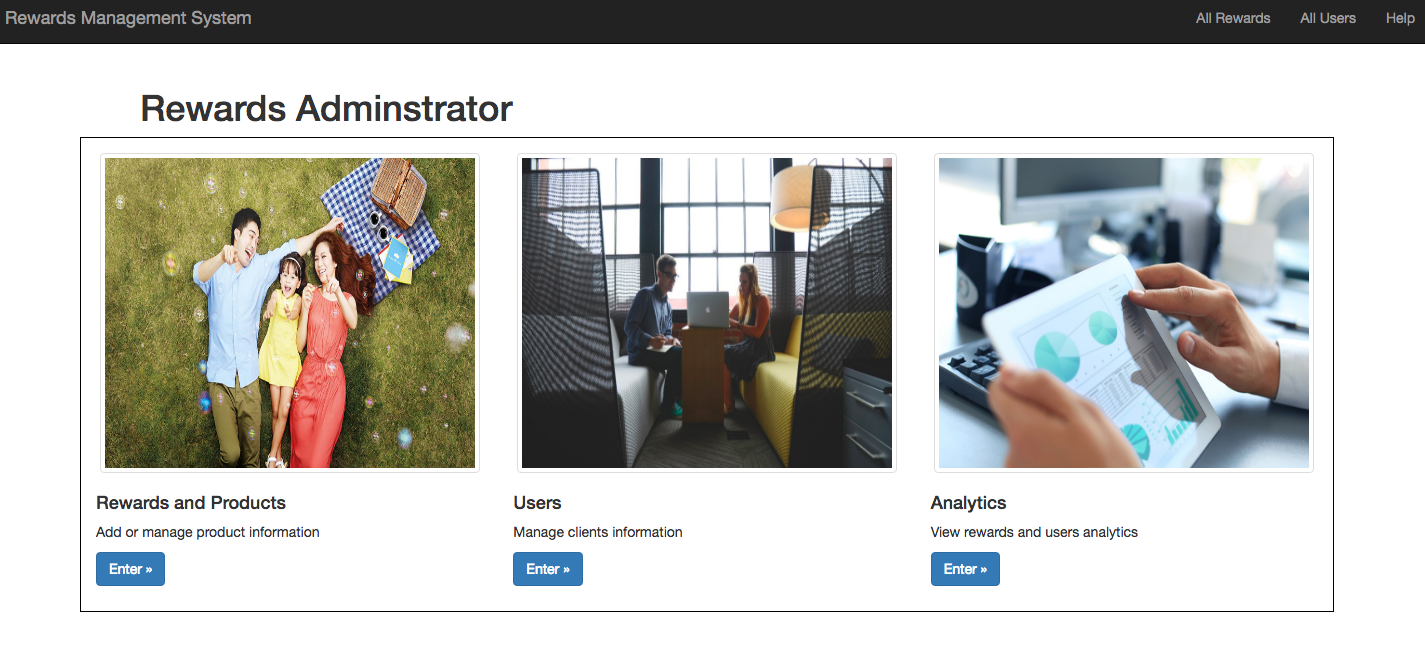 Rewards Management System
All Rewards All Users Help
Rewards Adminstrator
Rewards and Products
Add or manage product information
Enter »
Users
Manage clients information
Enter »
Analytics
View rewards and users analytics
Enter »